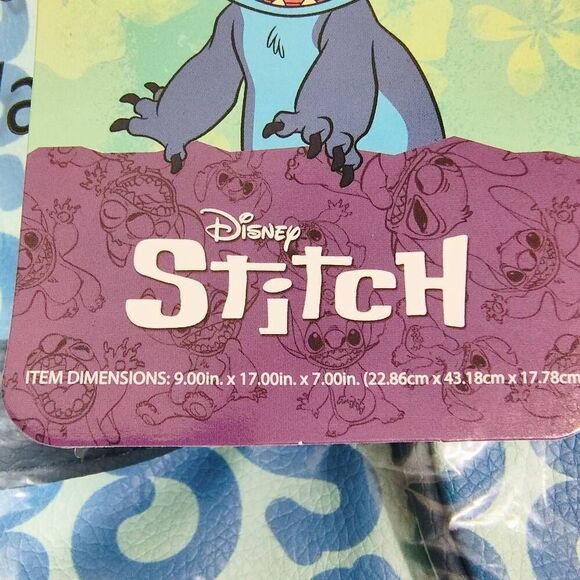 Disney
Stitch
ITEM DIMENSIONS: 9.00in. x 17.00in. x 7.00in. (22.86cm x 43.18cm x 17.78cm